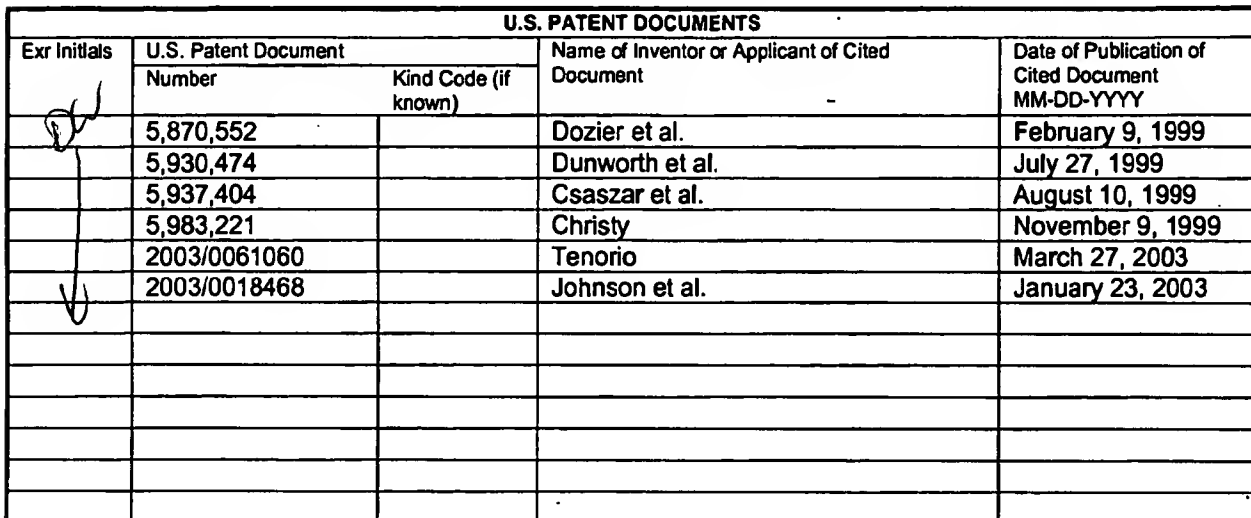 U.S. PATENT DOCUMENTS
Exr Initials U.S. Patent Document Name of Inventor or Applicant of Cited Document Date of Publication of Cited Document MM-DD-YYYY
Number Kind Code (if known)
5,870,552 Dozier et al. February 9, 1999
5,930,474 Dunworth et al. July 27, 1999
5,937,404 Csaszar et al. August 10, 1999
5,983,221 Christy November 9, 1999
2003/0061060 Tenorio March 27, 2003
2003/0018468 Johnson et al. January 23, 2003